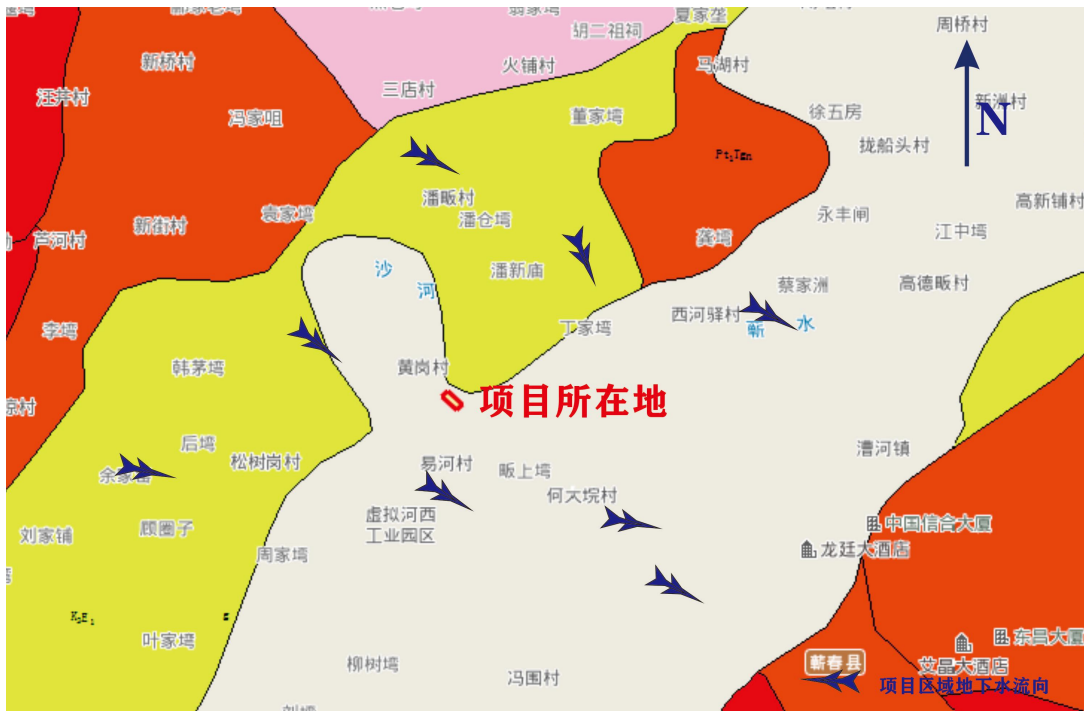 夏家垄
胡二祖祠
周桥村
新桥村
火铺村
马湖村
三店村
汪井村
新洲村
N
冯家咀
董家塆
徐五房
拢船头村
Pt₁Tgn
潘畈村
高新铺村
袁家塆
潘仓塆
永丰闸
新街村
芦河村
龚塆
江中塆
沙
河
潘新庙
蔡家洲
高德畈村
西河驿村
李塆
丁家塆
蕲
水
韩茅塆
黄岗村
项目所在地
后塆
漕河镇
松树岗村
易河村
畈上塆
何大垸村
虚拟河西
工业园区
中国信合大厦
刘家铺
顾圈子
龙廷大酒店
周家塆
K₂E₁
叶家塆
东昌大厦
柳树塆
蕲春县
艾晶大酒店
冯围村
项目区域地下水流向